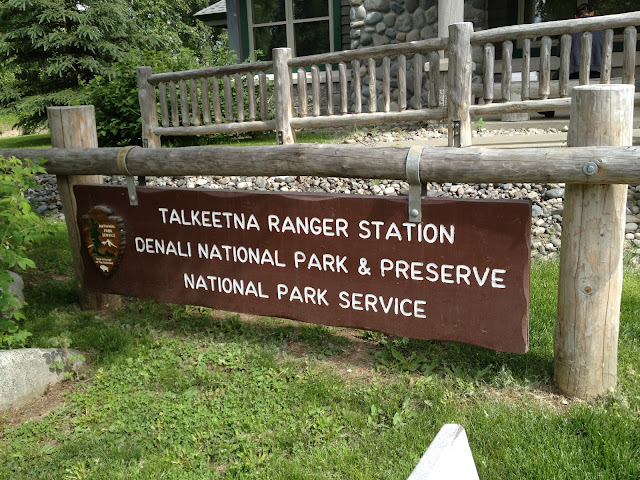 TALKEETNA RANGER STATION
DENALI NATIONAL PARK & PRESERVE
NATIONAL PARK SERVICE